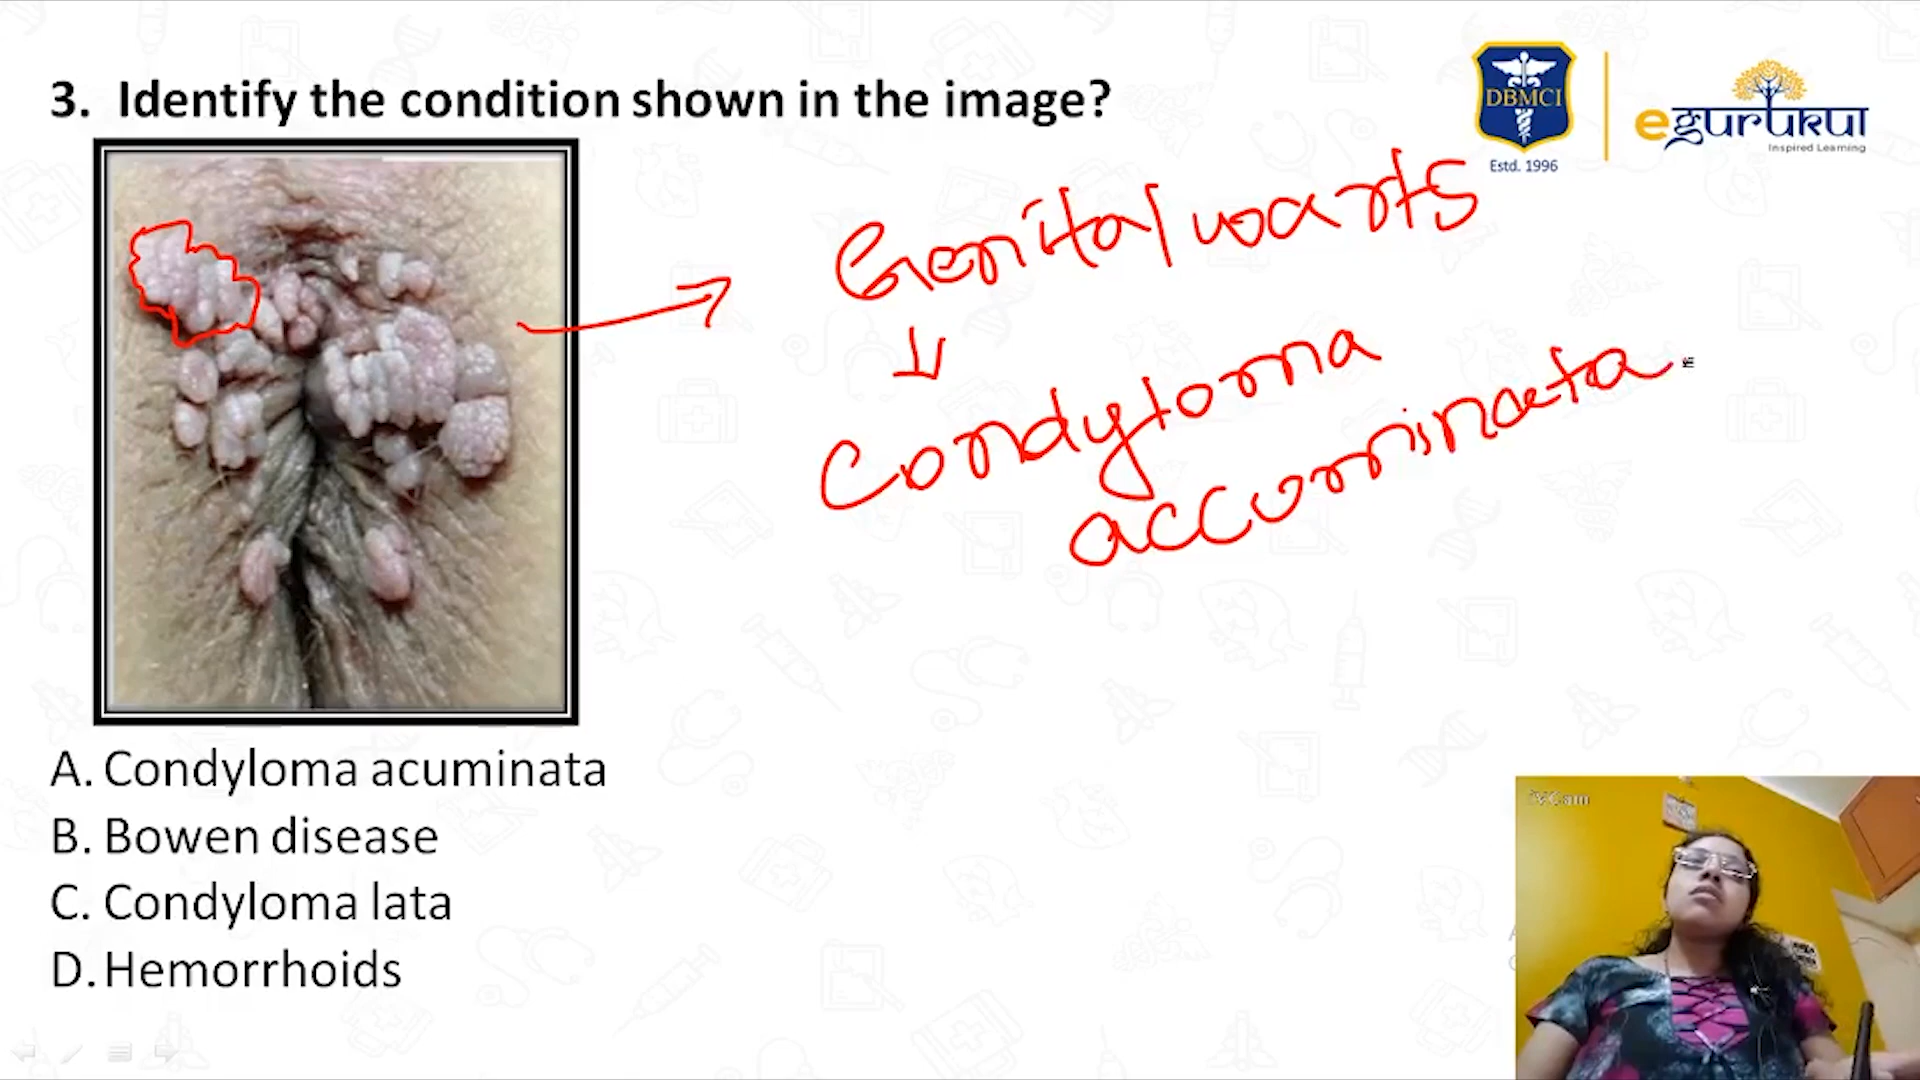 3. Identify the condition shown in the image?
DBMCI
Estd. 1996
egurukul
Inspired Learning
Genital warts
Condyloma
accuminata
A. Condyloma acuminata
B. Bowen disease
C. Condyloma lata
D. Hemorrhoids
iVCam